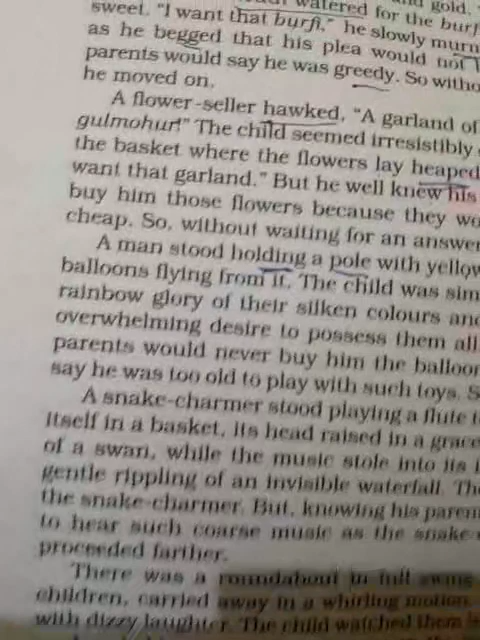 watered for the burf
sweet. "I want that burfi," he slowly murn
as he begged that his plea would not
parents would say he was greedy. So witho
he moved on.
A flower-seller hawked, "A garland of
gulmohur!" The child seemed irresistibly
the basket where the flowers lay heaped
want that garland." But he well knew his
buy him those flowers because they wo
cheap. So, without waiting for an answer
A man stood holding a pole with yellow
balloons flying from it. The child was sim
rainbow glory of their silken colours and
overwhelming desire to possess them all
parents would never buy him the balloon
say he was too old to play with such toys. S
A snake-charmer stood playing a flute t
itself in a basket, its head raised in a grace
of a swan, while the music stole into its
gentle rippling of an invisible waterfall. The
the snake-charmer. But, knowing his paren
to hear such coarse music as the snake-
proceeded farther.
There was a roundabout in full swing
children, carried away in a whirling motion
with dizzy laughter. The child watched them